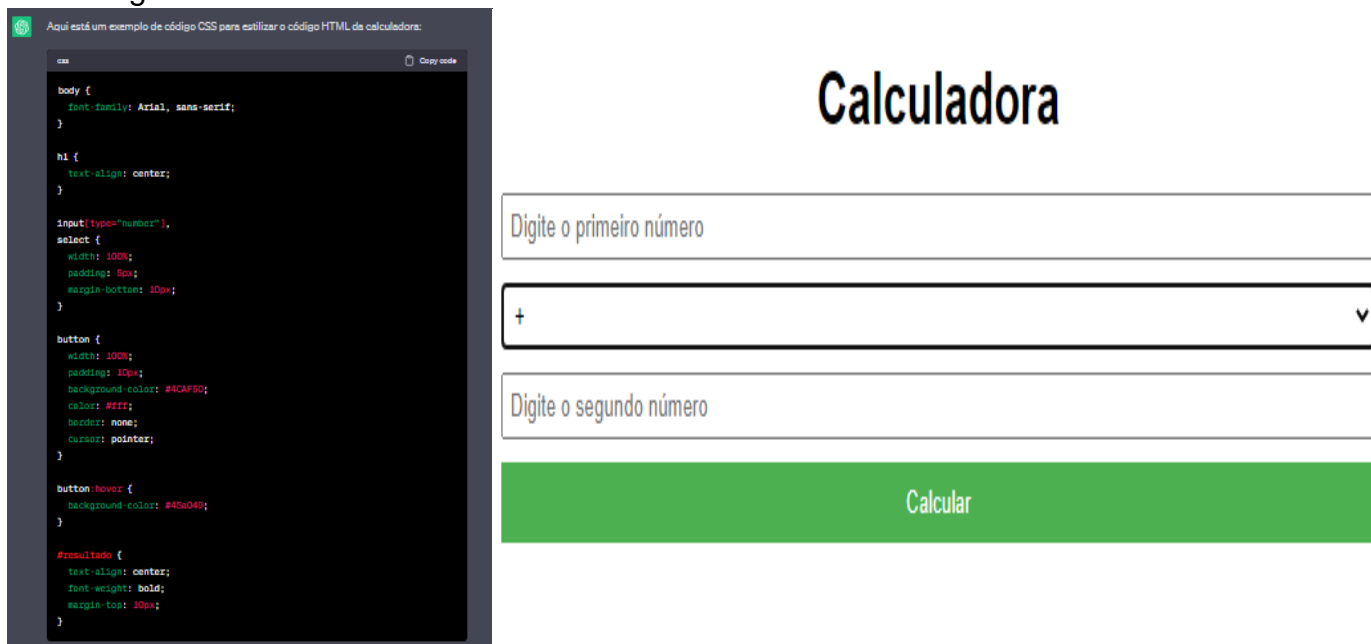 Aqui está um exemplo de código CSS para estilizar o código HTML da calculadora:
css
Copy code
body {
font-family: Arial, sans-serif;
}
h1 {
text-align: center;
}
input[type="number"],
select {
width: 100%;
padding: 5px;
margin-bottom: 10px;
}
button {
width: 100%;
padding: 10px;
background-color: #4CAF50;
color: #fff;
border: none;
cursor: pointer;
}
button:hover {
background-color: #45a049;
}
#resultado {
text-align: center;
font-weight: bold;
margin-top: 10px;
}
Calculadora
Digite o primeiro número
+
Digite o segundo número
Calcular